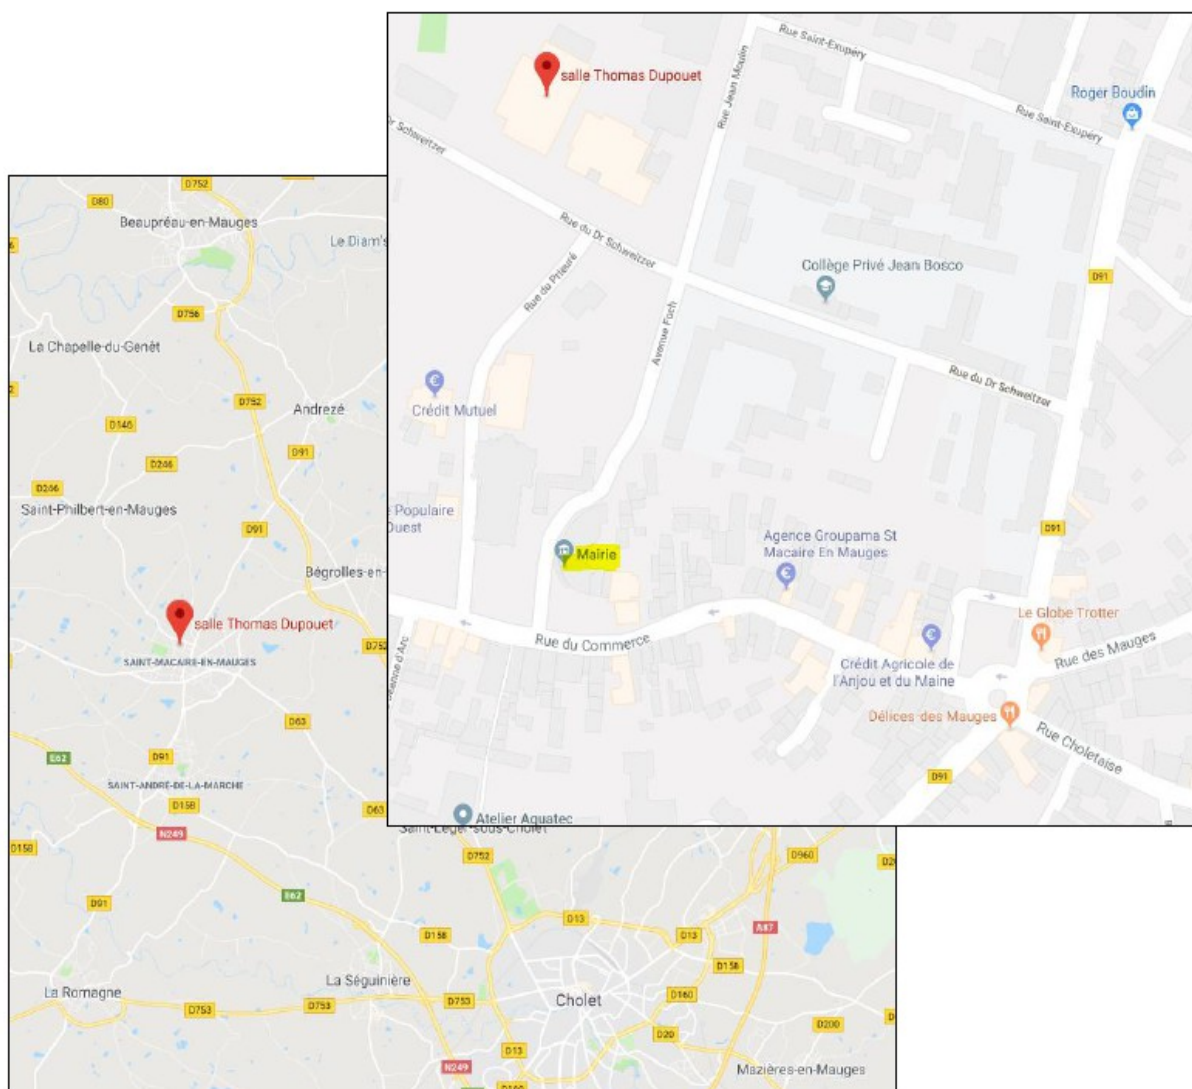 Rue Saint-Exupéry
salle Thomas Dupouet
Rue Jean Moulin
Roger Boudin
Rue Saint-Exupéry
Dr Schweitzer
Rue du Dr Schweitzer
Collège Privé Jean Bosco
D91
Rue du Prieuré
Avenue Foch
Rue du Dr Schweitzer
Crédit Mutuel
Populaire
Ouest
D91
Agence Groupama St
Macaire En Mauges
Mairie
Le Globe Trotter
Rue du Commerce
Rue des Mauges
Crédit Agricole de
l'Anjou et du Maine
Délices des Mauges
Rue Choletaise
D91
Atelier Aquatec
D752
D80
Beaupréau-en-Mauges
Le Diam's
D756
La Chapelle-du-Genêt
D752
Andrezé
D146
D91
D246
D246
Saint-Philbert-en-Mauges
D91
Bégrolles-en-
salle Thomas Dupouet
D752
SAINT-MACAIRE-EN-MAUGES
D63
D91
E62
SAINT-ANDRÉ-DE-LA-MARCHE
D158
D63
N249
Saint-Léger-sous-Cholet
D158
D752
D960
E62
D91
D13
D13
A87
D158
D158
La Séguinière
La Romagne
D753
D753
D753
Cholet
D160
D20
D200
D13
N249
Mazières-en-Mauges